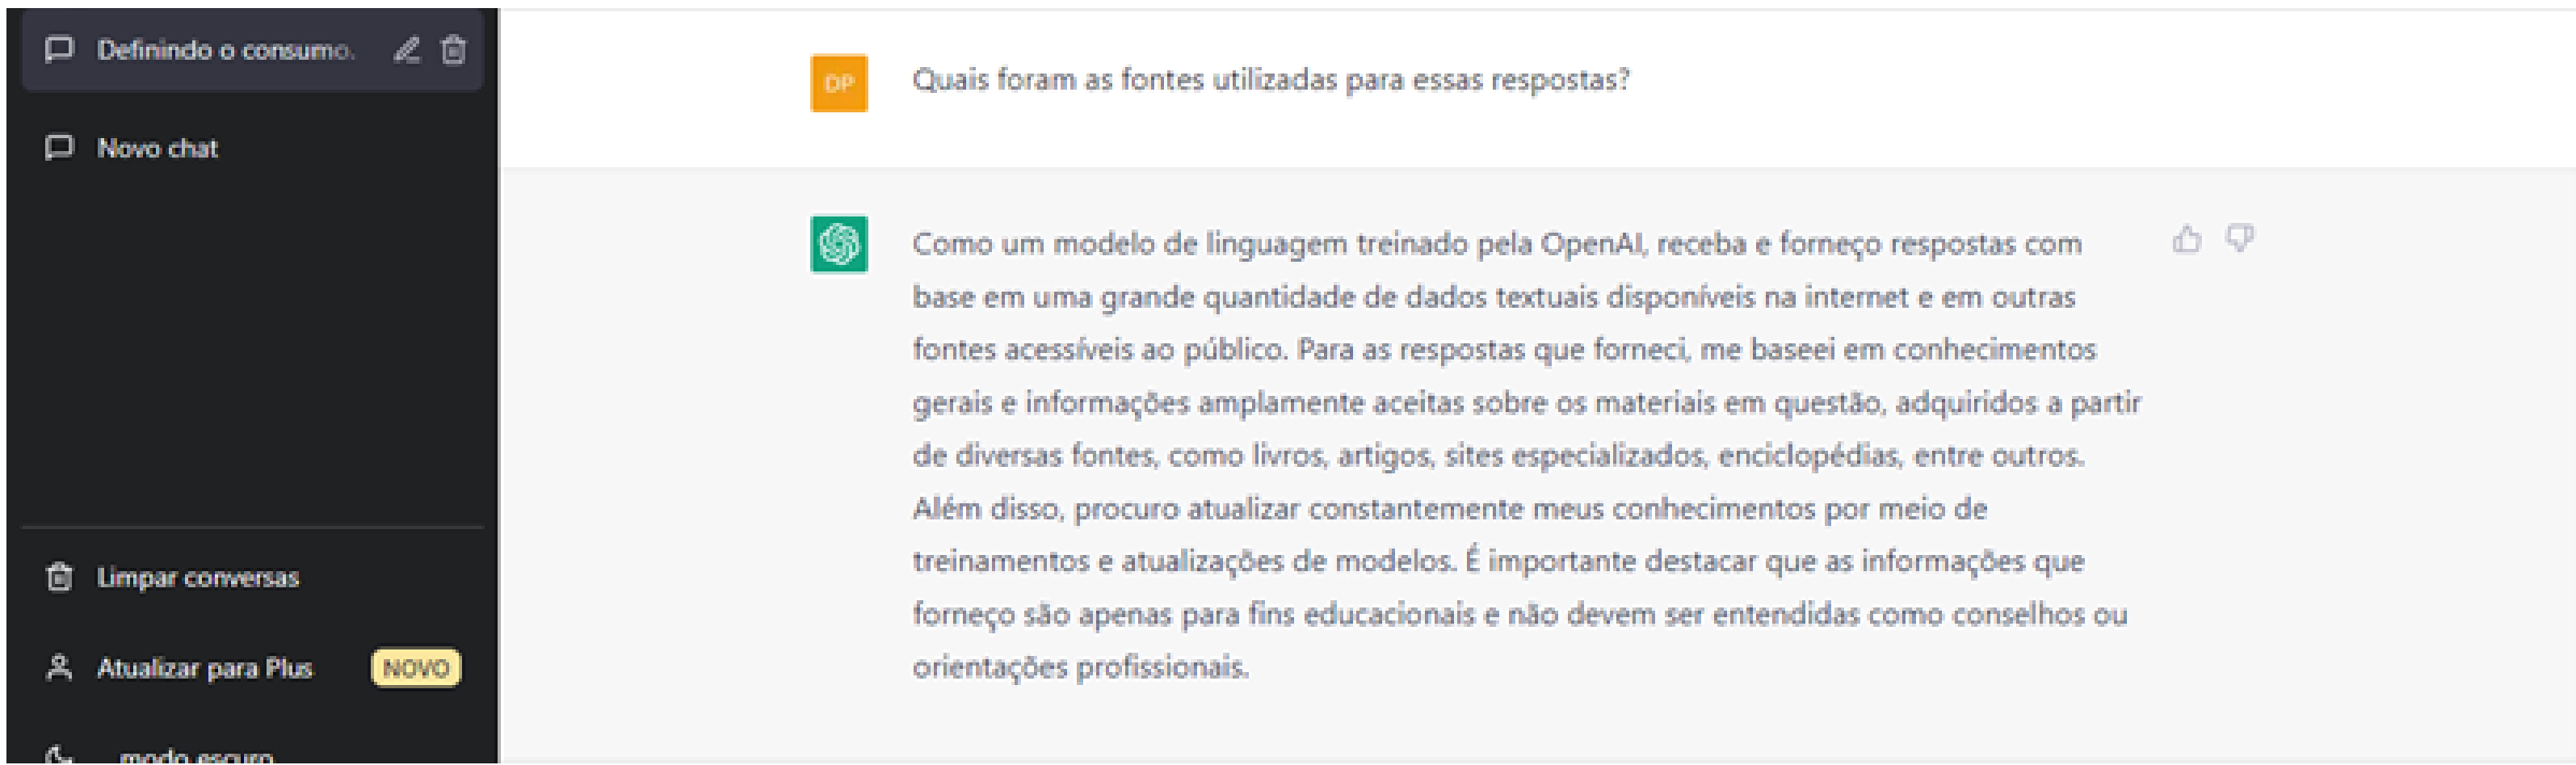 Definindo o consumo.
Novo chat
Limpar conversas
Atualizar para Plus NOVO
modo escuro
DP
Quais foram as fontes utilizadas para essas respostas?
Como um modelo de linguagem treinado pela OpenAI, receba e forneço respostas com
base em uma grande quantidade de dados textuais disponíveis na internet e em outras
fontes acessíveis ao público. Para as respostas que forneci, me baseei em conhecimentos
gerais e informações amplamente aceitas sobre os materiais em questão, adquiridos a partir
de diversas fontes, como livros, artigos, sites especializados, enciclopédias, entre outros.
Além disso, procuro atualizar constantemente meus conhecimentos por meio de
treinamentos e atualizações de modelos. É importante destacar que as informações que
forneço são apenas para fins educacionais e não devem ser entendidas como conselhos ou
orientações profissionais.